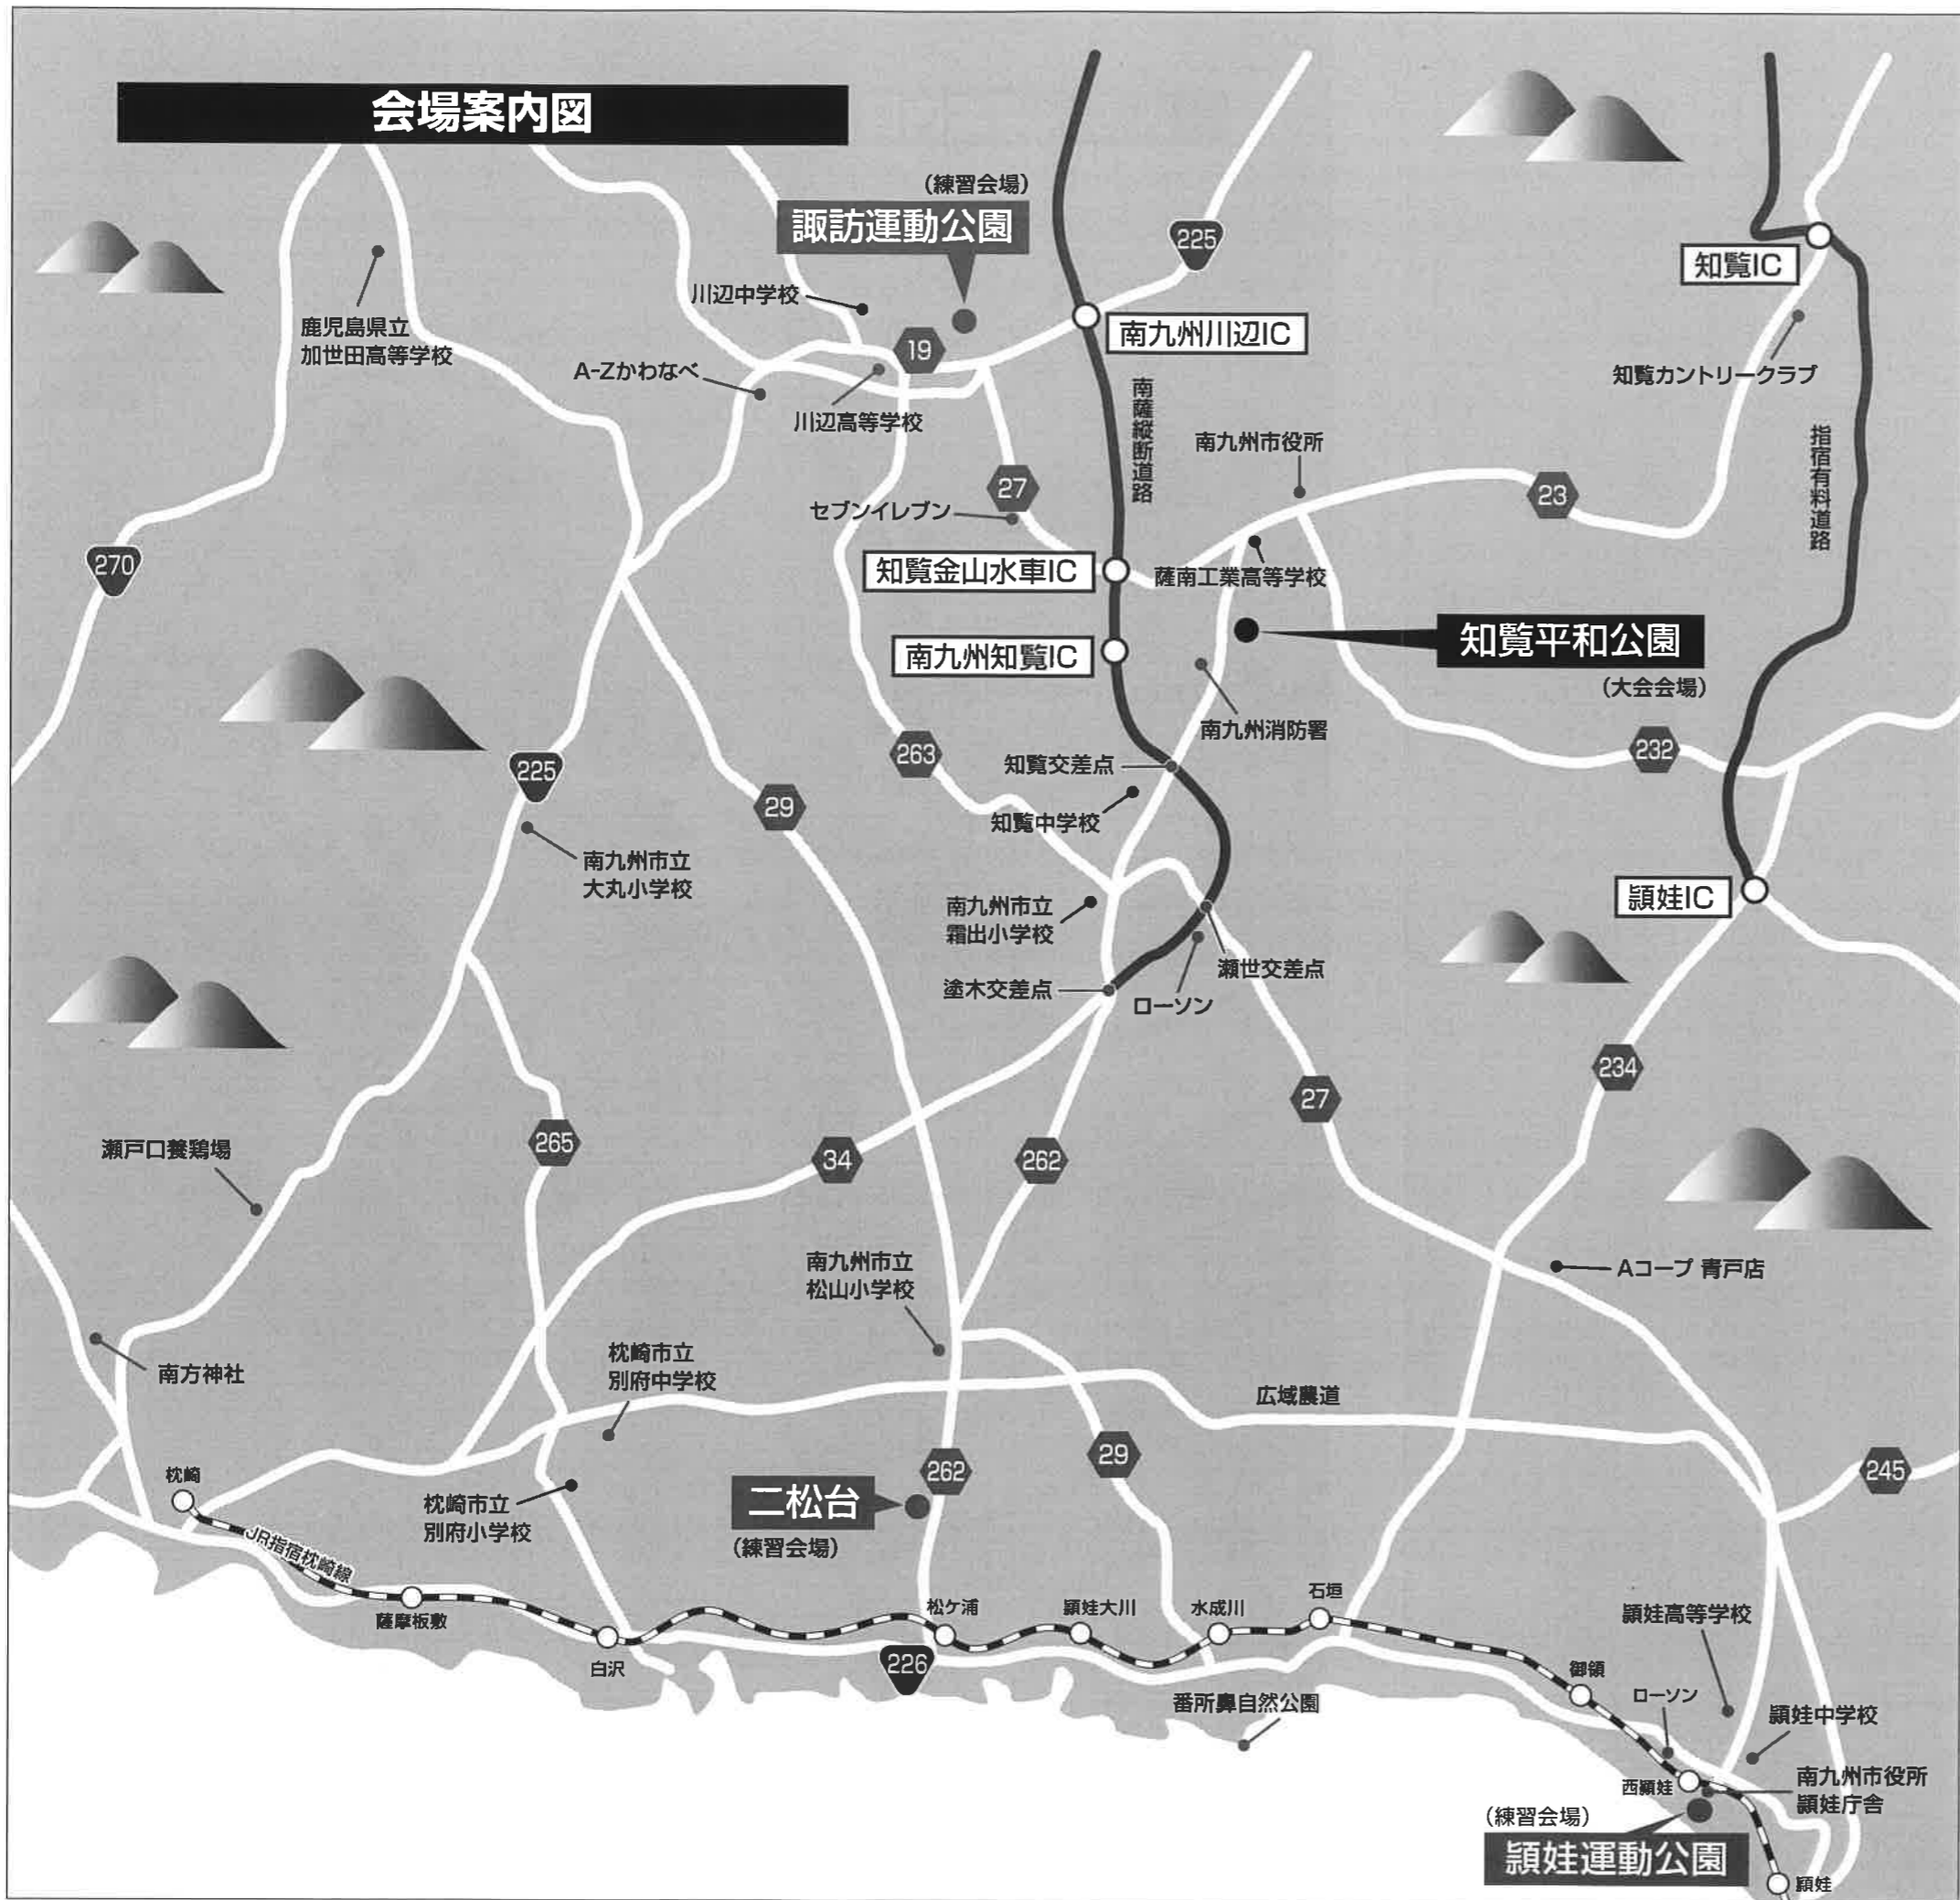 会場案内図
(練習会場)
諏訪運動公園
225
知覧IC
川辺中学校
南九州川辺IC
鹿児島県立
加世田高等学校
19
A-Zかわなべ
川辺高等学校
知覧カントリークラブ
南薩縦断道路
指宿有料道路
南九州市役所
27
23
セブンイレブン
270
知覧金山水車IC
薩南工業高等学校
南九州知覧IC
知覧平和公園
(大会会場)
南九州消防署
263
232
知覧交差点
225
29
知覧中学校
南九州市立
大丸小学校
頴娃IC
南九州市立
霜出小学校
瀬世交差点
塗木交差点
ローソン
234
27
265
34
262
瀬戸口養鶏場
南九州市立
松山小学校
Aコープ 青戸店
南方神社
枕崎市立
別府中学校
広域農道
29
262
245
枕崎
二松台
(練習会場)
枕崎市立
別府小学校
JR指宿枕崎線
薩摩板敷
白沢
松ケ浦
頴娃大川
水成川
石垣
226
番所鼻自然公園
御領
頴娃高等学校
ローソン
頴娃中学校
西頴娃
南九州市役所
頴娃庁舎
(練習会場)
頴娃運動公園
頴娃